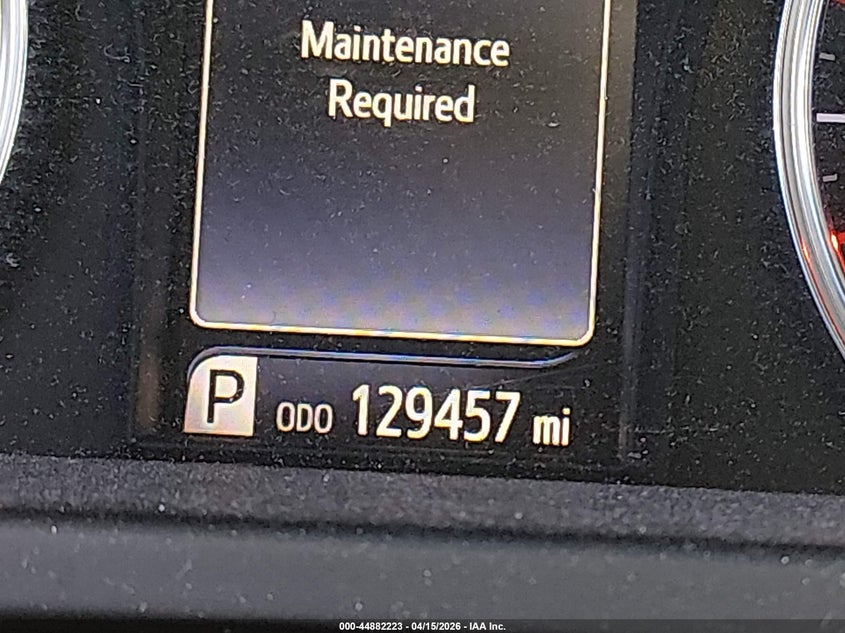 Maintenance
Required
P ODO 129457 mi
000-44882223 - 04/15/2026 - IAA Inc.